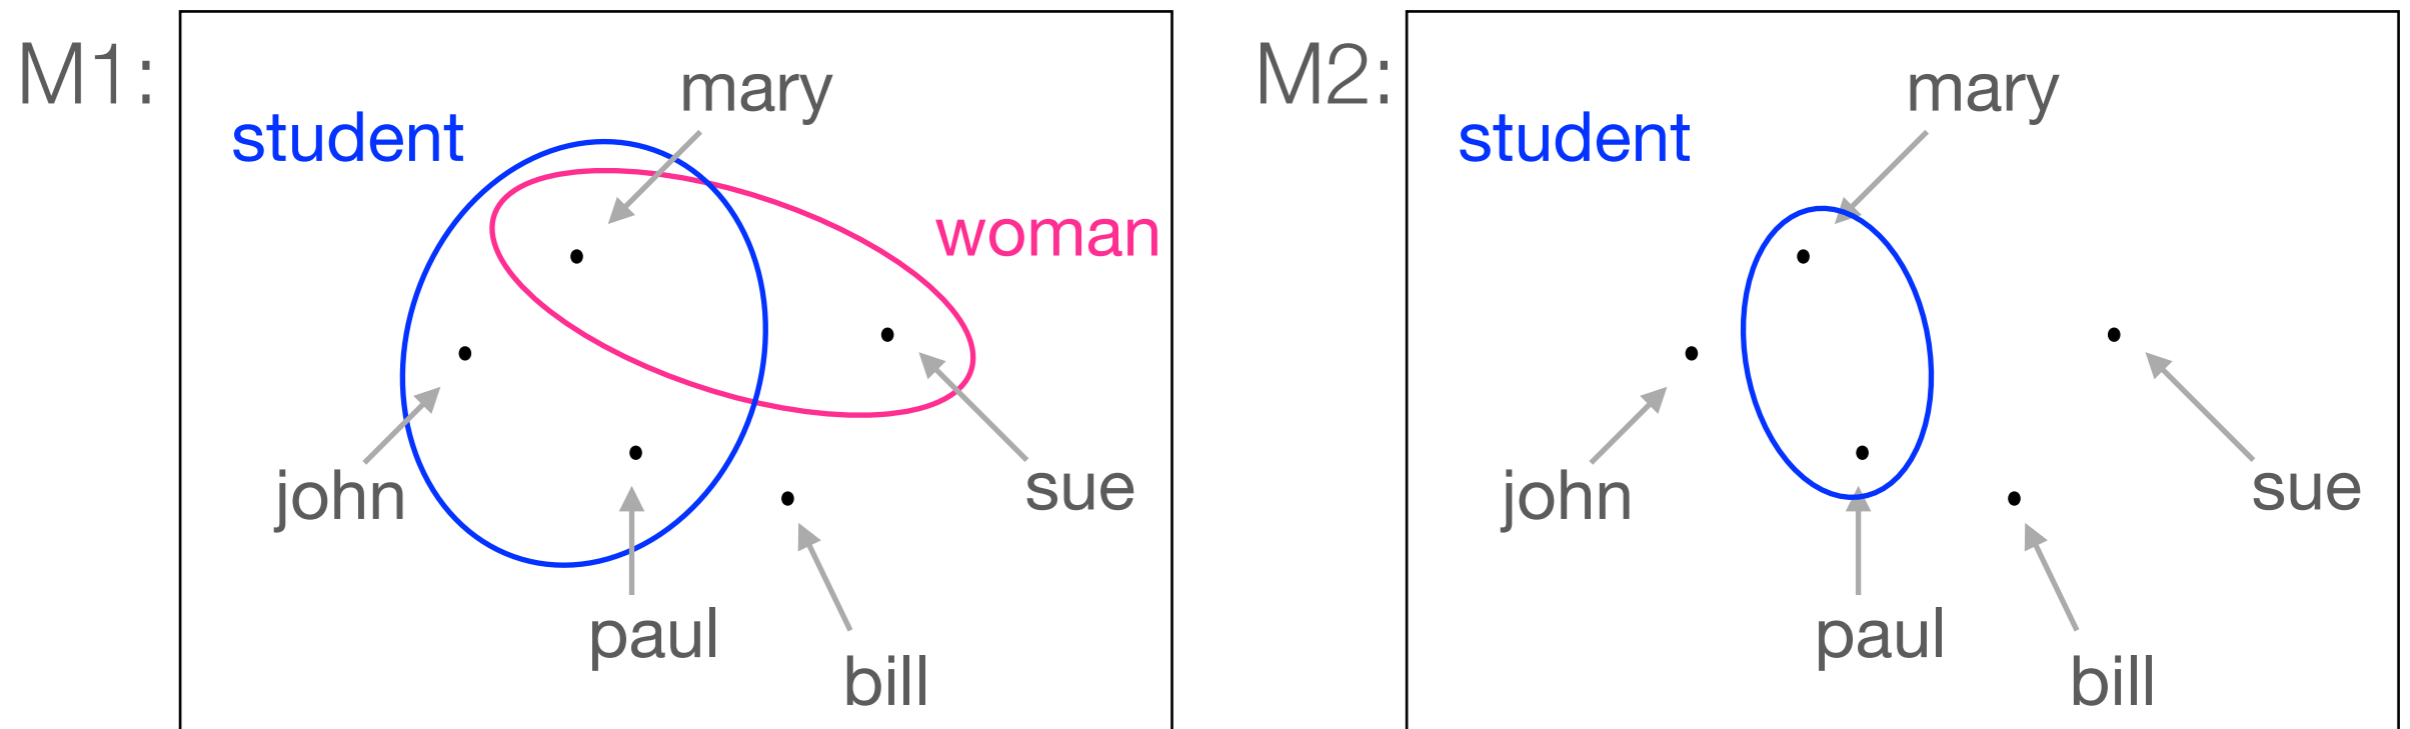 M1:
mary
student
woman
john
sue
paul
bill
M2:
mary
student
john
sue
paul
bill